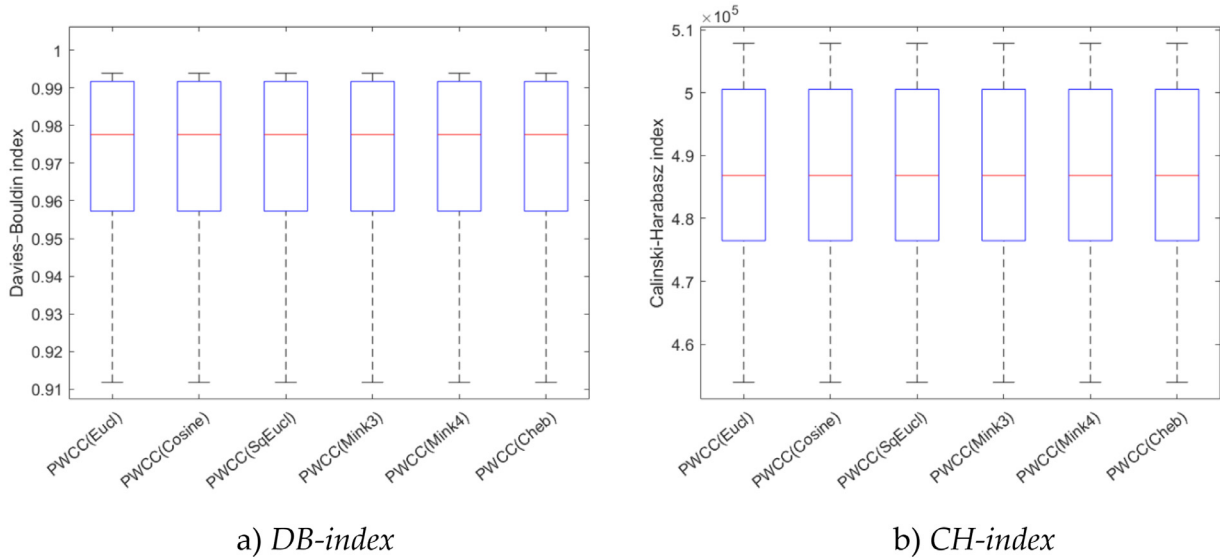 Davies–Bouldin index
1
0.99
0.98
0.97
0.96
0.95
0.94
0.93
0.92
0.91
PWCC(Eucl)
PWCC(Cosine)
PWCC(SqEucl)
PWCC(Mink3)
PWCC(Mink4)
PWCC(Cheb)
a) DB-index
×10⁵
Calinski-Harabasz index
5.1
5
4.9
4.8
4.7
4.6
PWCC(Eucl)
PWCC(Cosine)
PWCC(SqEucl)
PWCC(Mink3)
PWCC(Mink4)
PWCC(Cheb)
b) CH-index